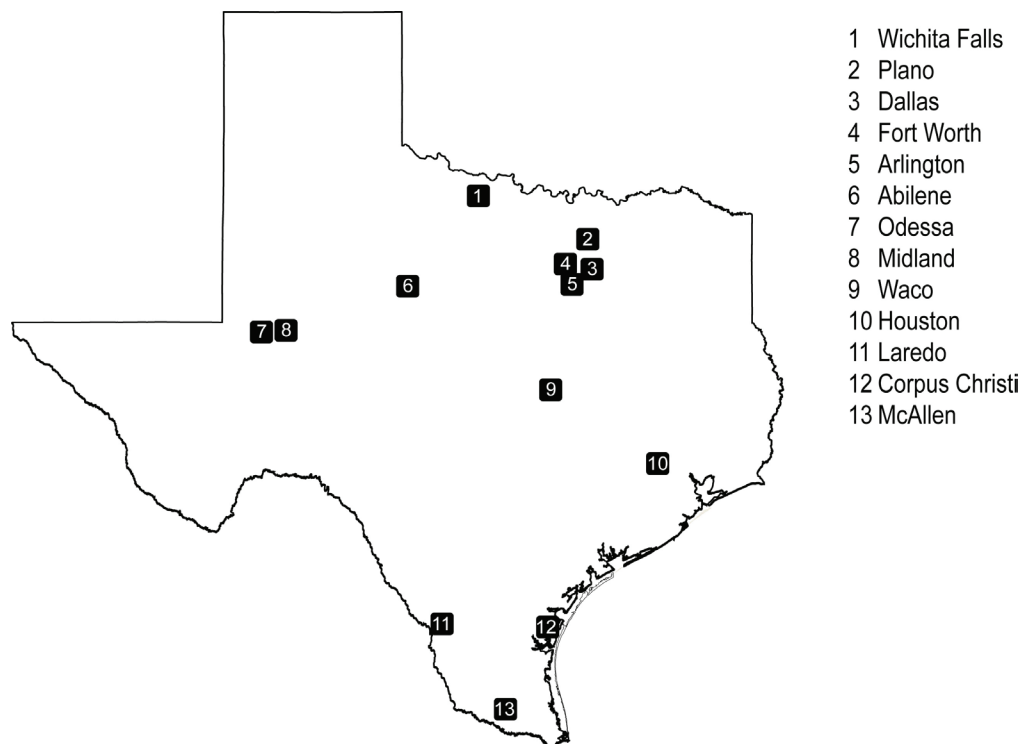 1 Wichita Falls
2 Plano
3 Dallas
4 Fort Worth
5 Arlington
6 Abilene
7 Odessa
8 Midland
9 Waco
10 Houston
11 Laredo
12 Corpus Christi
13 McAllen
1
2
4
3
5
6
7 8
9
10
11
12
13